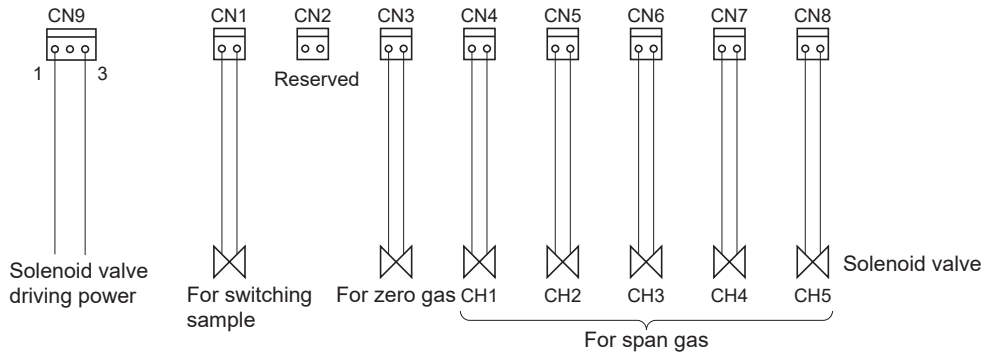 CN9
CN1
CN2
CN3
CN4
CN5
CN6
CN7
CN8
1
3
Reserved
Solenoid valve
driving power
For switching
sample
For zero gas
CH1
CH2
CH3
CH4
CH5
Solenoid valve
For span gas